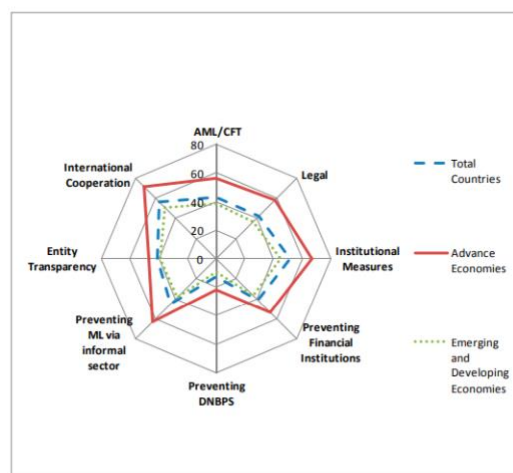 AML/CFT
80
60
40
20
0
Legal
Institutional
Measures
Preventing
Financial
Institutions
Preventing
DNBPS
Preventing
ML via
informal
sector
Entity
Transparency
International
Cooperation
Total
Countries
Advance
Economies
Emerging
and
Developing
Economies